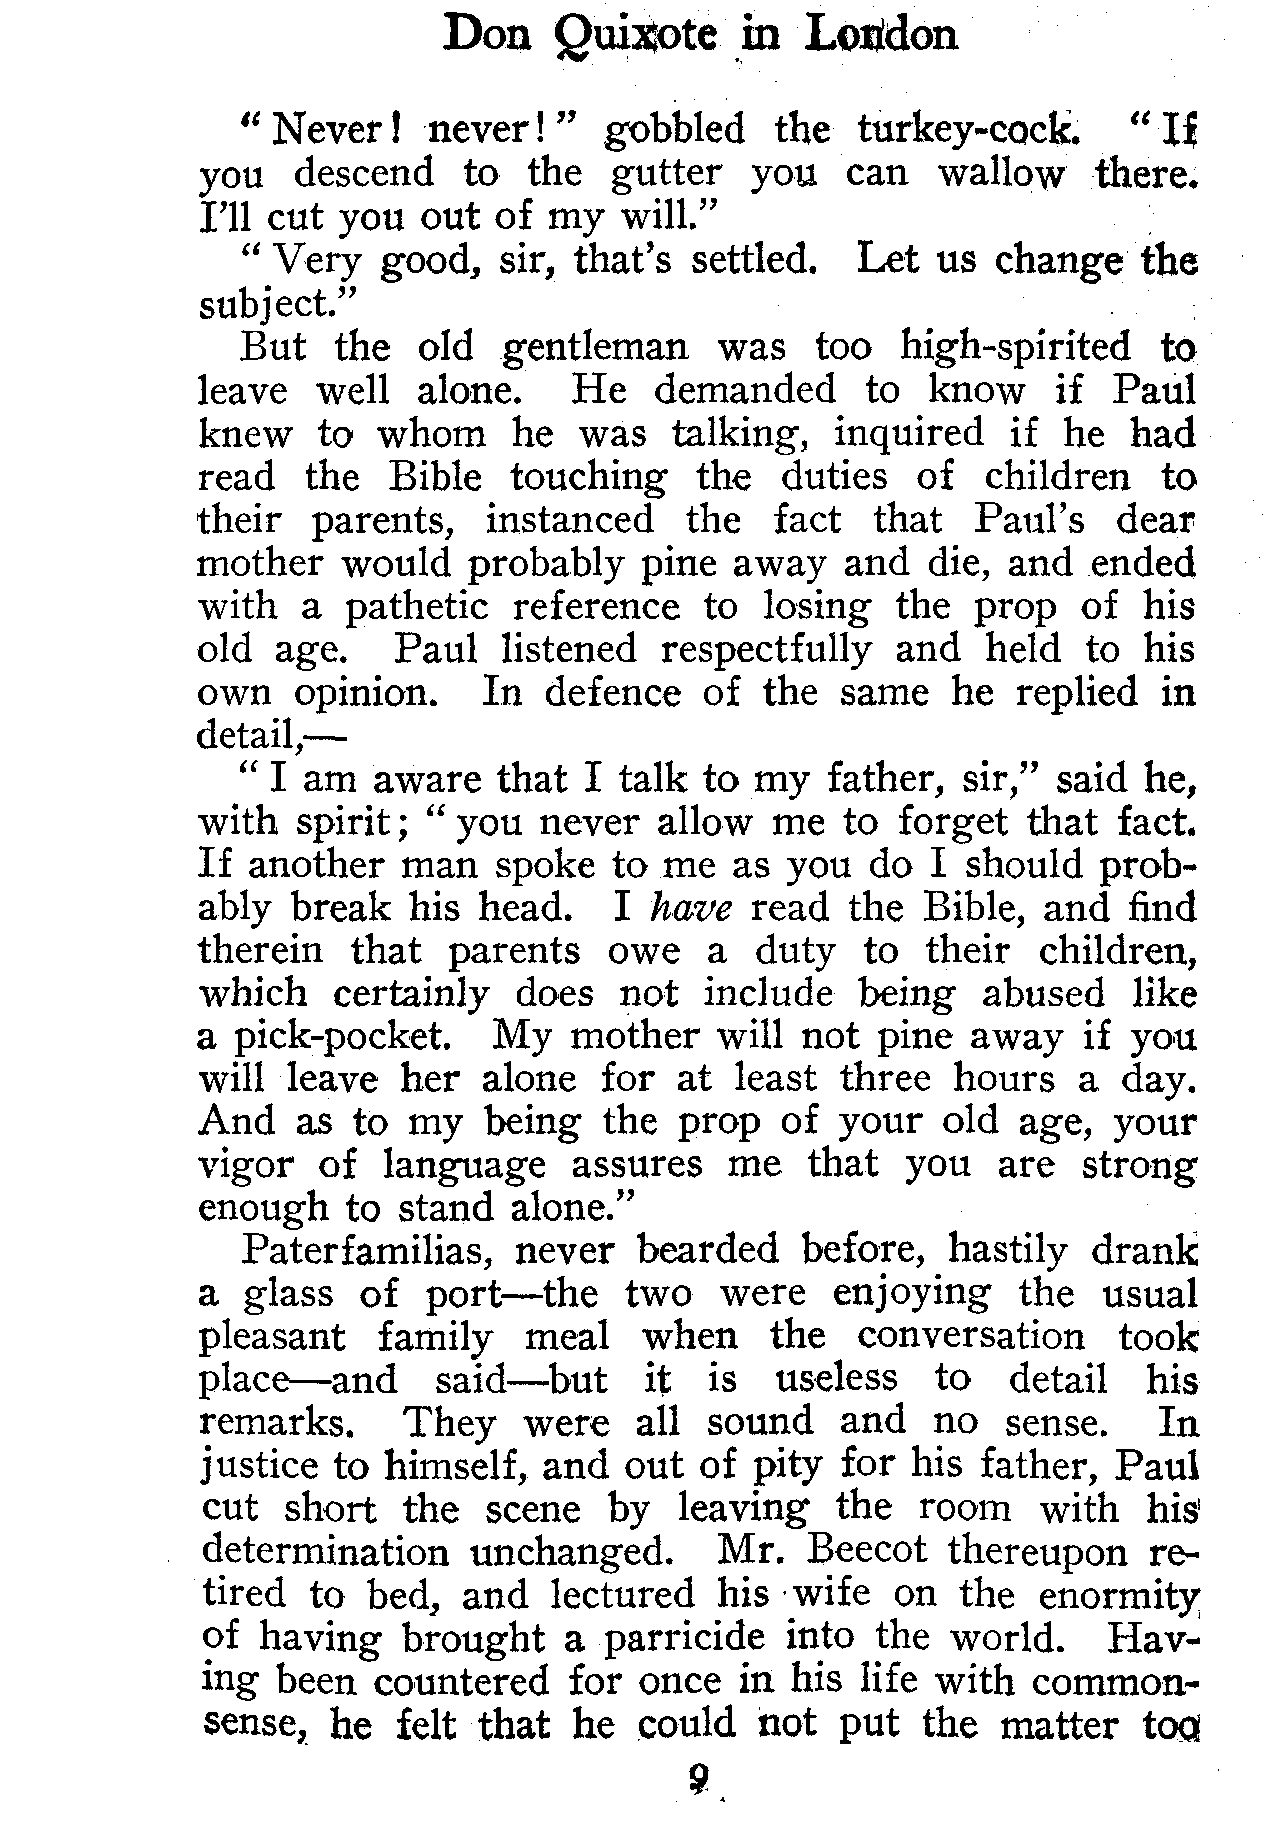 Don Quixote in London
“ Never ! never ! ” gobbled the turkey-cock. “ If
you descend to the gutter you can wallow there.
I’ll cut you out of my will.”
“ Very good, sir, that’s settled. Let us change the
subject.”
But the old gentleman was too high-spirited to
leave well alone. He demanded to know if Paul
knew to whom he was talking, inquired if he had
read the Bible touching the duties of children to
their parents, instanced the fact that Paul’s dear
mother would probably pine away and die, and ended
with a pathetic reference to losing the prop of his
old age. Paul listened respectfully and held to his
own opinion. In defence of the same he replied in
detail,—
“ I am aware that I talk to my father, sir,” said he,
with spirit ; “ you never allow me to forget that fact.
If another man spoke to me as you do I should prob-
ably break his head. I have read the Bible, and find
therein that parents owe a duty to their children,
which certainly does not include being abused like
a pick-pocket. My mother will not pine away if you
will leave her alone for at least three hours a day.
And as to my being the prop of your old age, your
vigor of language assures me that you are strong
enough to stand alone.”
Paterfamilias, never bearded before, hastily drank
a glass of port—the two were enjoying the usual
pleasant family meal when the conversation took
place—and said—but it is useless to detail his
remarks. They were all sound and no sense. In
justice to himself, and out of pity for his father, Paul
cut short the scene by leaving the room with his
determination unchanged. Mr. Beecot thereupon re-
tired to bed, and lectured his wife on the enormity
of having brought a parricide into the world. Hav-
ing been countered for once in his life with common-
sense, he felt that he could not put the matter too
9